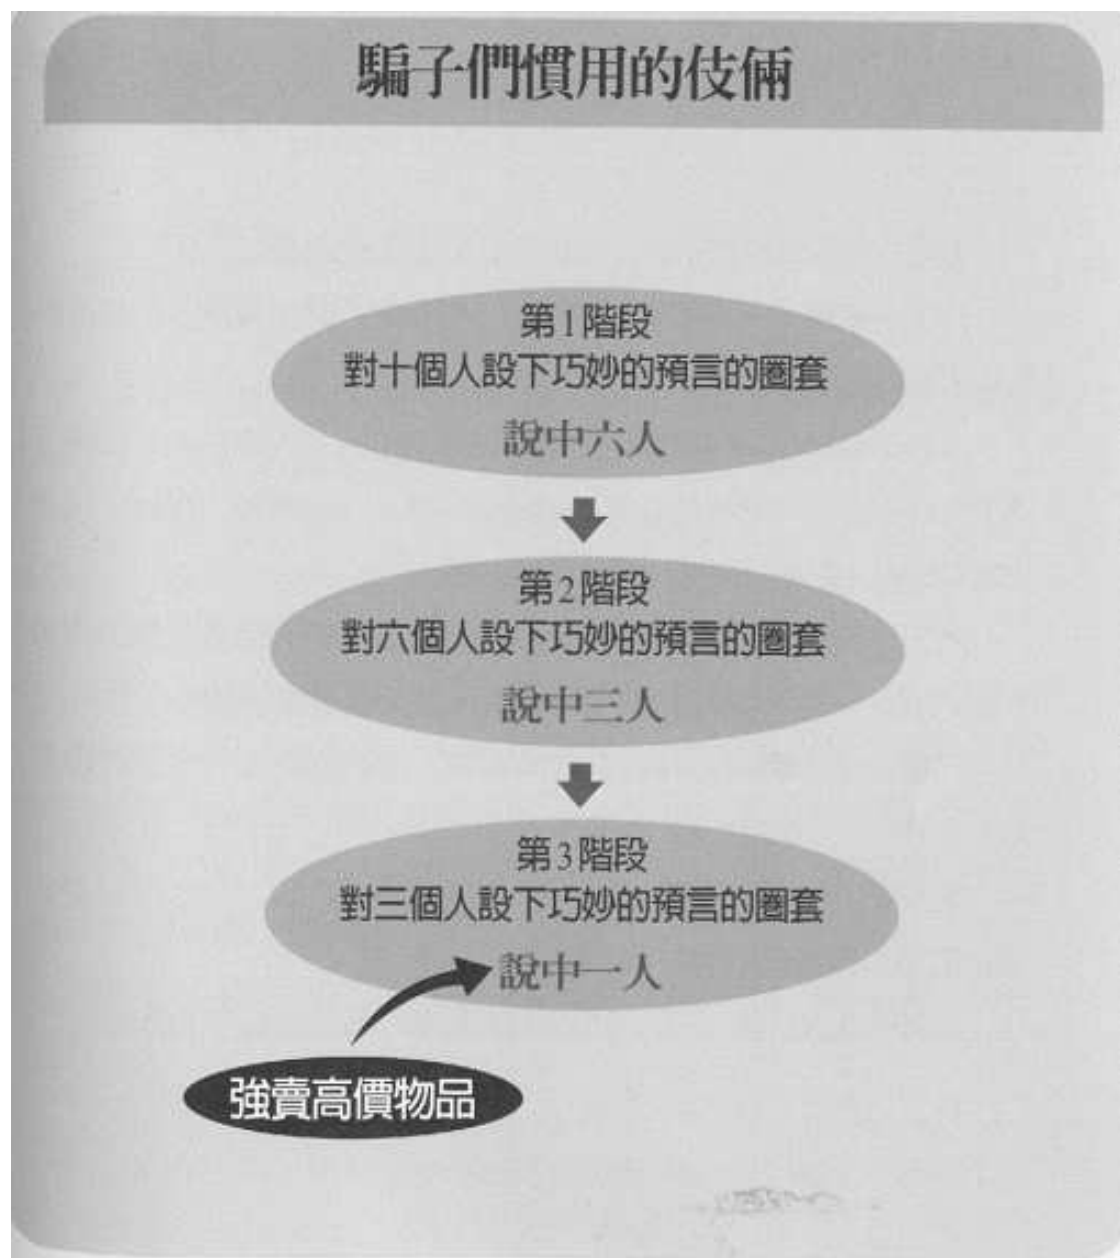 騙子們慣用的伎倆
第1階段
對十個人設下巧妙的預言的圈套
說中六人
第2階段
對六個人設下巧妙的預言的圈套
說中三人
第3階段
對三個人設下巧妙的預言的圈套
說中一人
強賣高價物品